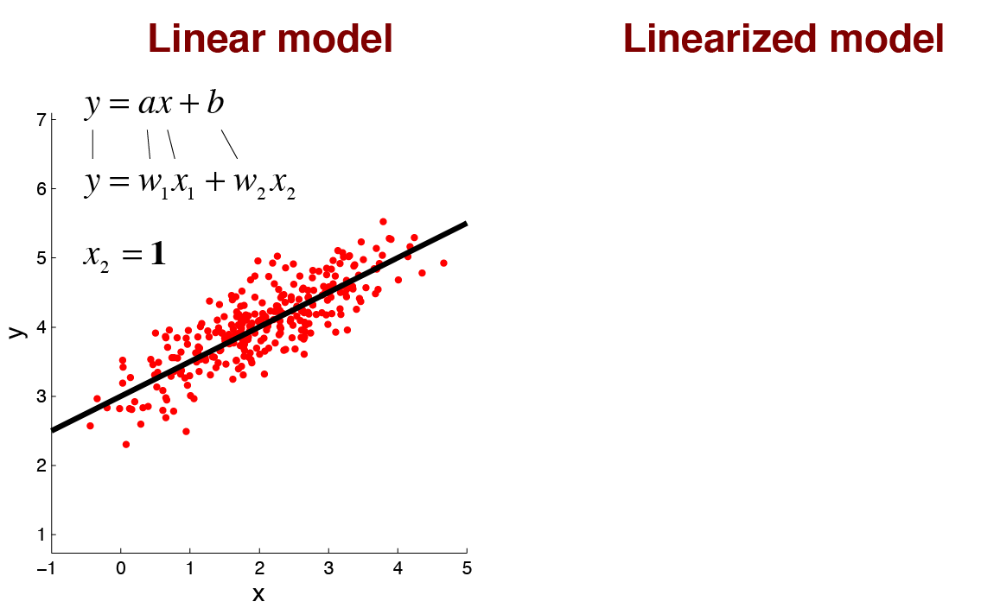 Linear model
Linearized model
y = ax + b
y = w₁x₁ + w₂x₂
x₂ = 1
7
6
5
4
3
2
1
y
−1 0 1 2 3 4 5
x